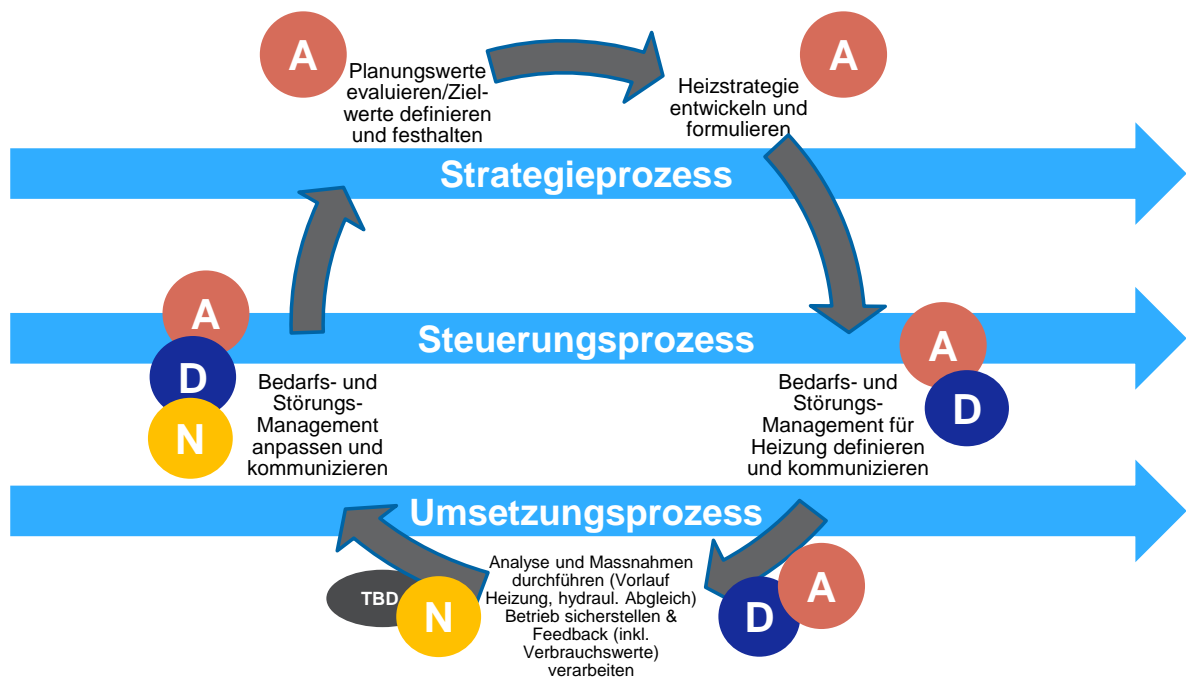 A
Planungswerte
evaluieren/Ziel-
werte definieren
und festhalten
Heizstrategie
entwickeln und
formulieren
A
Strategieprozess
A
D
N
Steuerungsprozess
A
D
Bedarfs- und
Störungs-
Management
anpassen und
kommunizieren
Bedarfs- und
Störungs-
Management für
Heizung definieren
und kommunizieren
Umsetzungsprozess
TBD
N
Analyse und Massnahmen
durchführen (Vorlauf
Heizung, hydraul. Abgleich)
Betrieb sicherstellen &
Feedback (inkl.
Verbrauchswerte)
verarbeiten
D
A